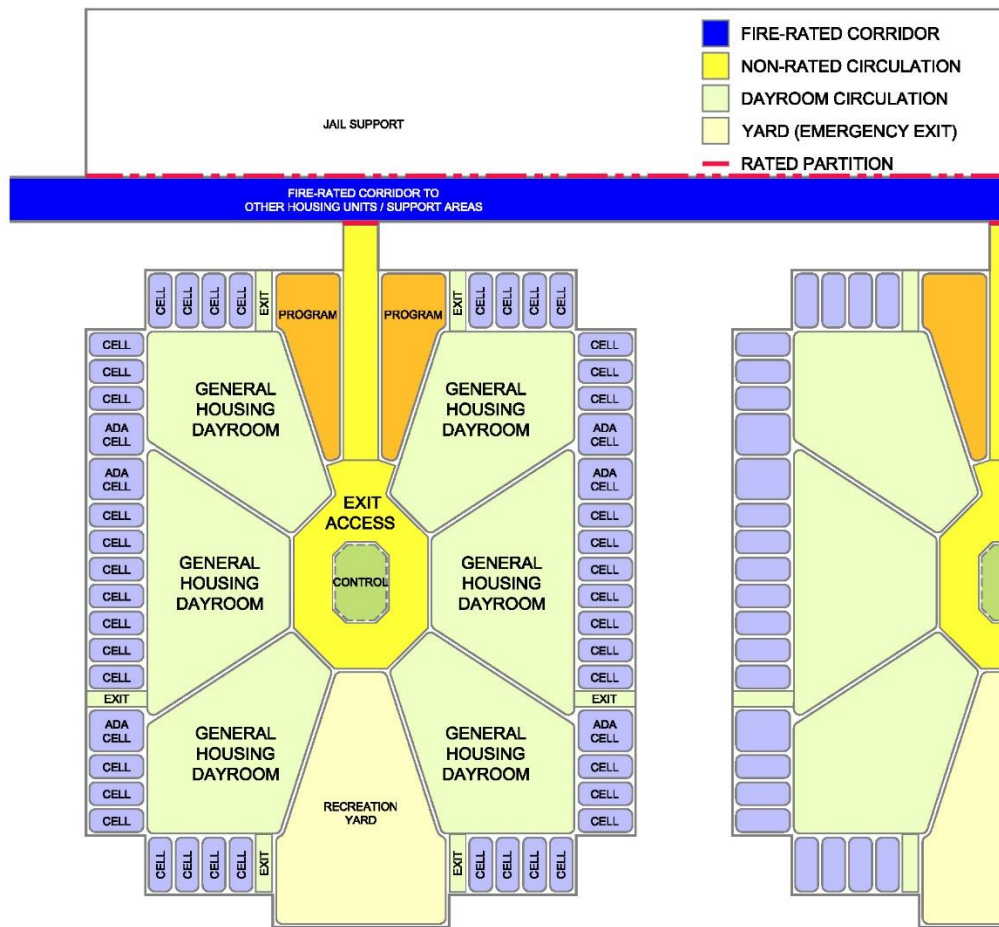 FIRE-RATED CORRIDOR
NON-RATED CIRCULATION
DAYROOM CIRCULATION
YARD (EMERGENCY EXIT)
RATED PARTITION
JAIL SUPPORT
FIRE-RATED CORRIDOR TO
OTHER HOUSING UNITS / SUPPORT AREAS
CELL
CELL
CELL
CELL
EXIT
PROGRAM
PROGRAM
EXIT
CELL
CELL
CELL
CELL
CELL
CELL
CELL
ADA
CELL
GENERAL
HOUSING
DAYROOM
GENERAL
HOUSING
DAYROOM
CELL
CELL
CELL
ADA
CELL
EXIT
ACCESS
CONTROL
ADA
CELL
CELL
CELL
CELL
CELL
CELL
CELL
CELL
EXIT
GENERAL
HOUSING
DAYROOM
GENERAL
HOUSING
DAYROOM
ADA
CELL
CELL
CELL
CELL
CELL
CELL
CELL
CELL
EXIT
ADA
CELL
CELL
CELL
CELL
GENERAL
HOUSING
DAYROOM
RECREATION
YARD
GENERAL
HOUSING
DAYROOM
ADA
CELL
CELL
CELL
CELL
CELL
CELL
CELL
CELL
EXIT
EXIT
CELL
CELL
CELL
CELL